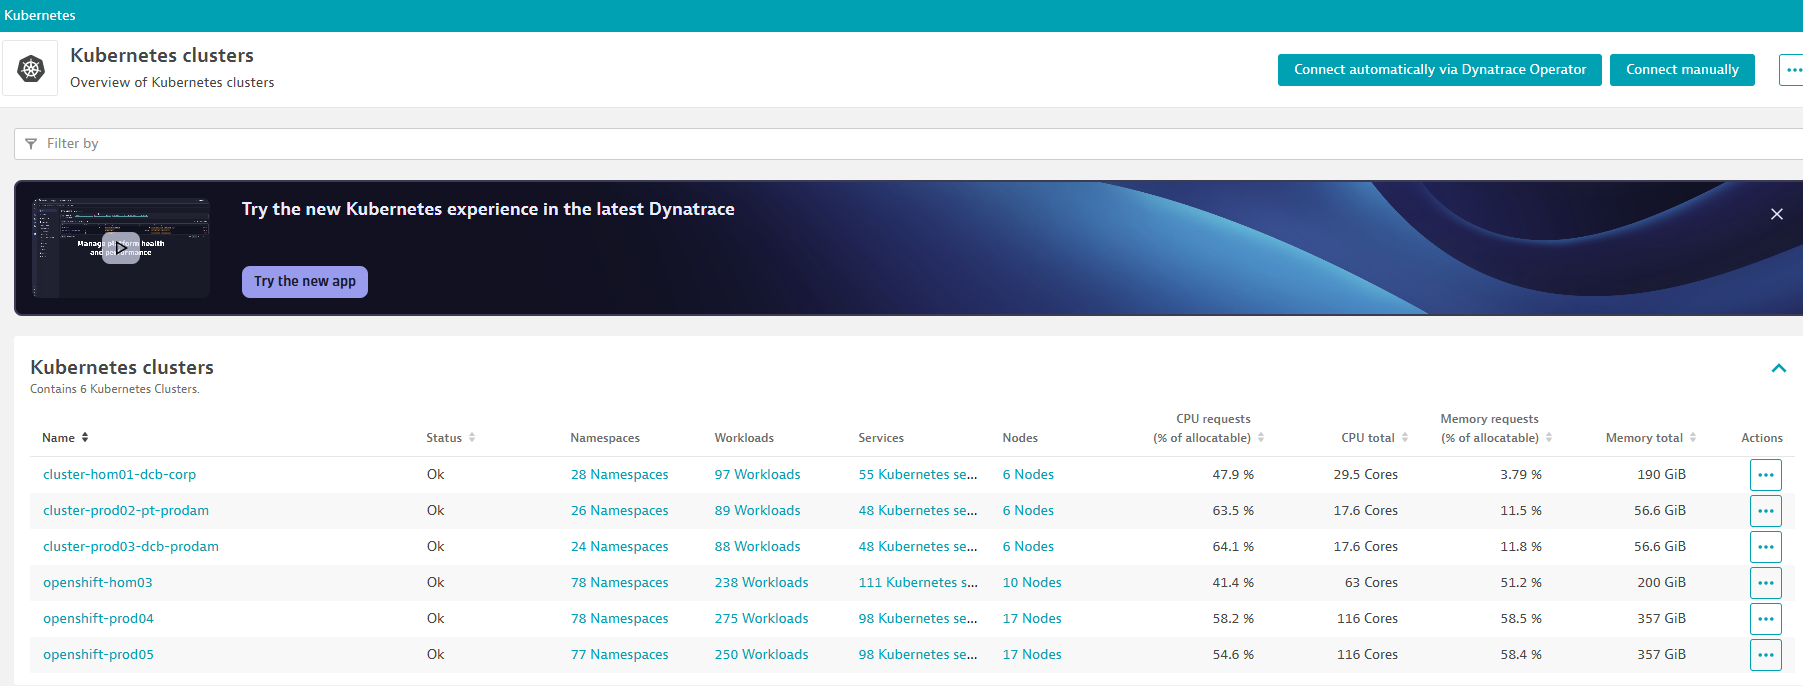 Kubernetes
Kubernetes clusters
Overview of Kubernetes clusters
Connect automatically via Dynatrace Operator
Connect manually
Filter by
Manage platform health
and performance
Try the new Kubernetes experience in the latest Dynatrace
Try the new app
Kubernetes clusters
Contains 6 Kubernetes Clusters.
Name Status Namespaces Workloads Services Nodes CPU requests (% of allocatable) CPU total Memory requests (% of allocatable) Memory total Actions
cluster-hom01-dcb-corp Ok 28 Namespaces 97 Workloads 55 Kubernetes se... 6 Nodes 47.9 % 29.5 Cores 3.79 % 190 GiB
cluster-prod02-pt-prodam Ok 26 Namespaces 89 Workloads 48 Kubernetes se... 6 Nodes 63.5 % 17.6 Cores 11.5 % 56.6 GiB
cluster-prod03-dcb-prodam Ok 24 Namespaces 88 Workloads 48 Kubernetes se... 6 Nodes 64.1 % 17.6 Cores 11.8 % 56.6 GiB
openshift-hom03 Ok 78 Namespaces 238 Workloads 111 Kubernetes s... 10 Nodes 41.4 % 63 Cores 51.2 % 200 GiB
openshift-prod04 Ok 78 Namespaces 275 Workloads 98 Kubernetes se... 17 Nodes 58.2 % 116 Cores 58.5 % 357 GiB
openshift-prod05 Ok 77 Namespaces 250 Workloads 98 Kubernetes se... 17 Nodes 54.6 % 116 Cores 58.4 % 357 GiB